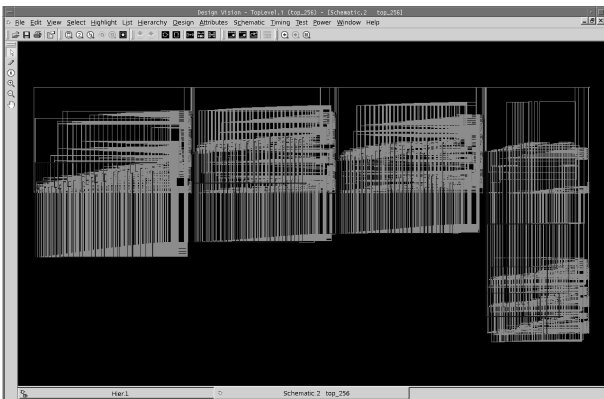 Design Vision - TopLevel.1 (top_256) - [Schematic.2 top_256]
File Edit View Select Highlight List Hierarchy Design Attributes Schematic Timing Test Power Window Help
Hier.1 Schematic.2 top_256